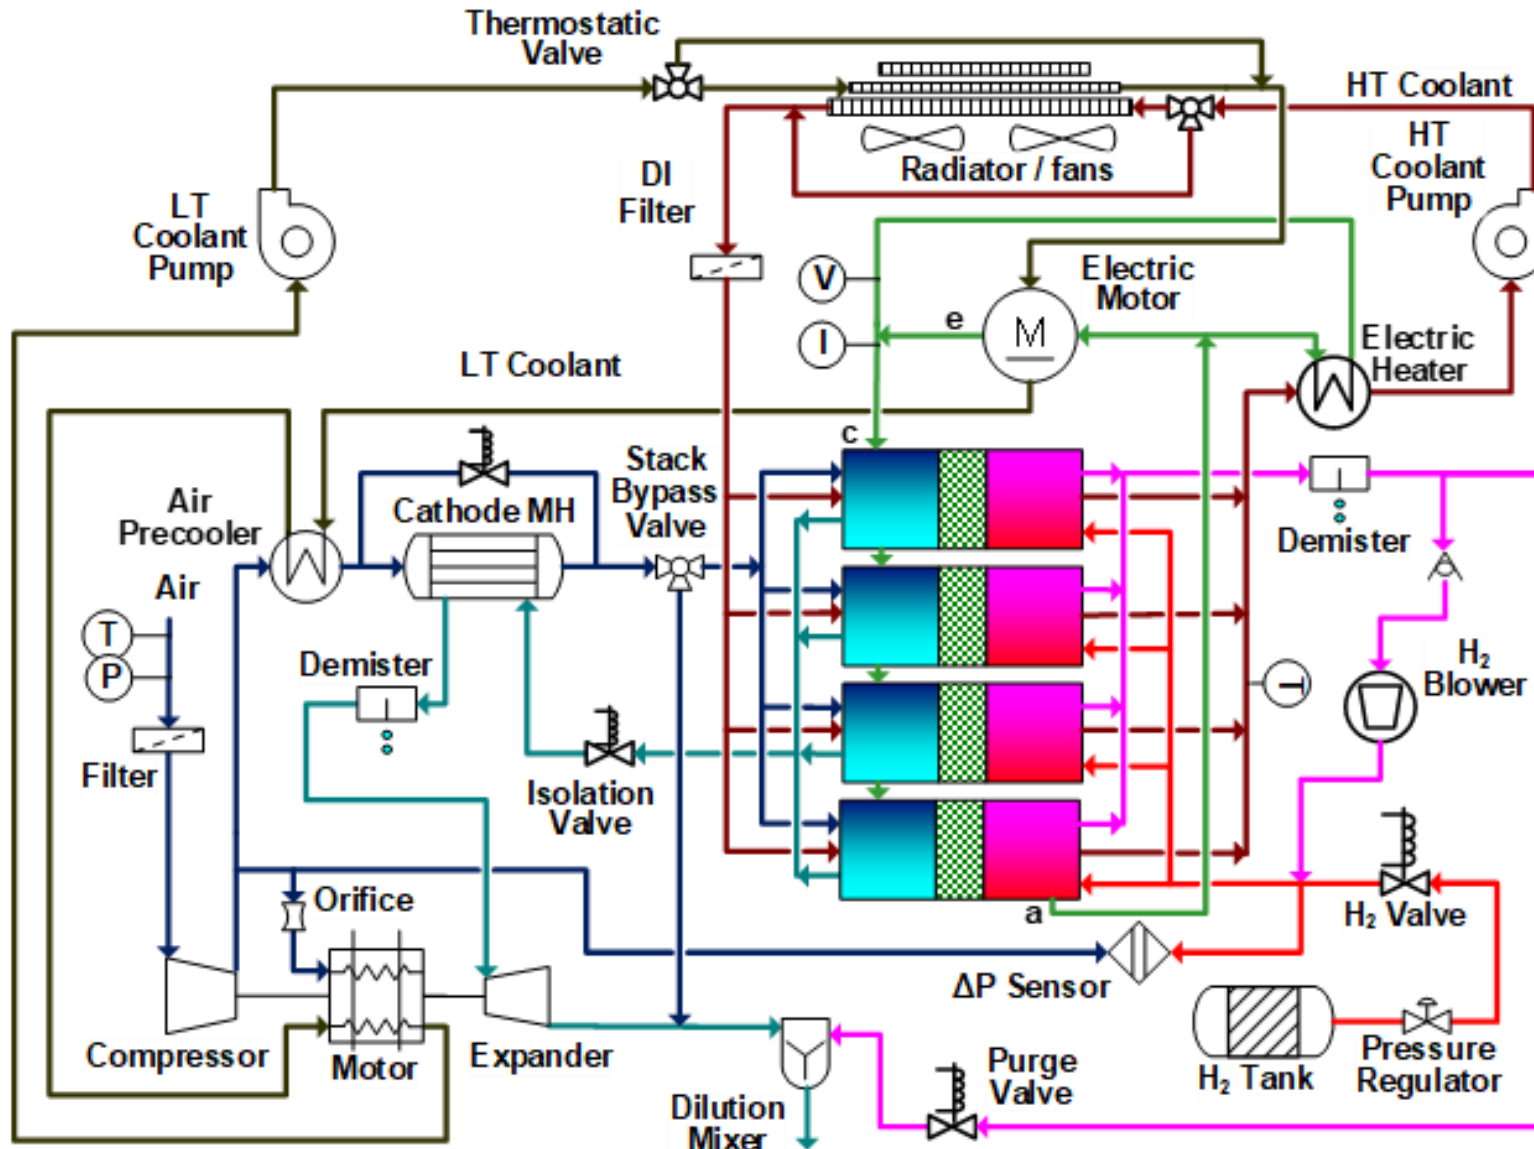 Thermostatic
Valve
HT Coolant
HT
Coolant
Pump
Radiator / fans
DI
Filter
LT
Coolant
Pump
V
I
e
M
Electric
Motor
Electric
Heater
LT Coolant
c
Stack
Bypass
Valve
Cathode MH
Air
Precooler
Air
T
P
Filter
Demister
Isolation
Valve
Demister
H₂
Blower
T
a
Orifice
ΔP Sensor
H₂ Valve
H₂ Tank
Pressure
Regulator
Compressor
Motor
Expander
Dilution
Mixer
Purge
Valve